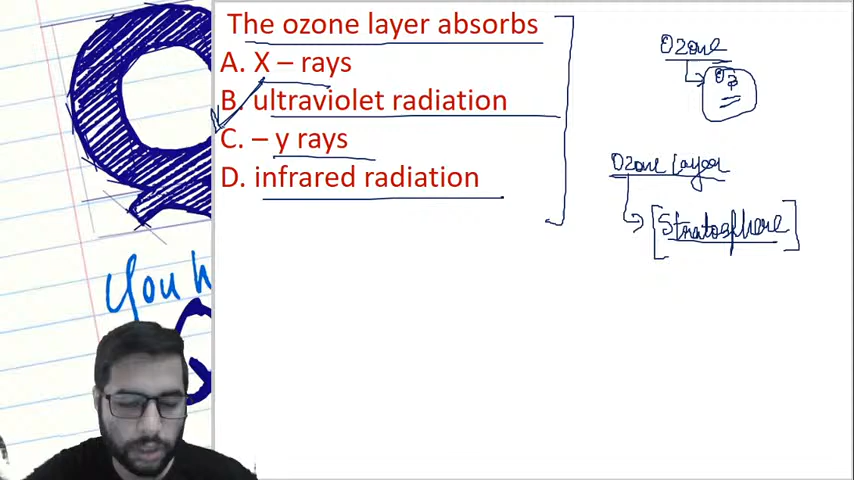 The ozone layer absorbs
A. X – rays
B. ultraviolet radiation
C. – y rays
D. infrared radiation
Ozone
O3
Ozone Layer
[Stratosphere]
You